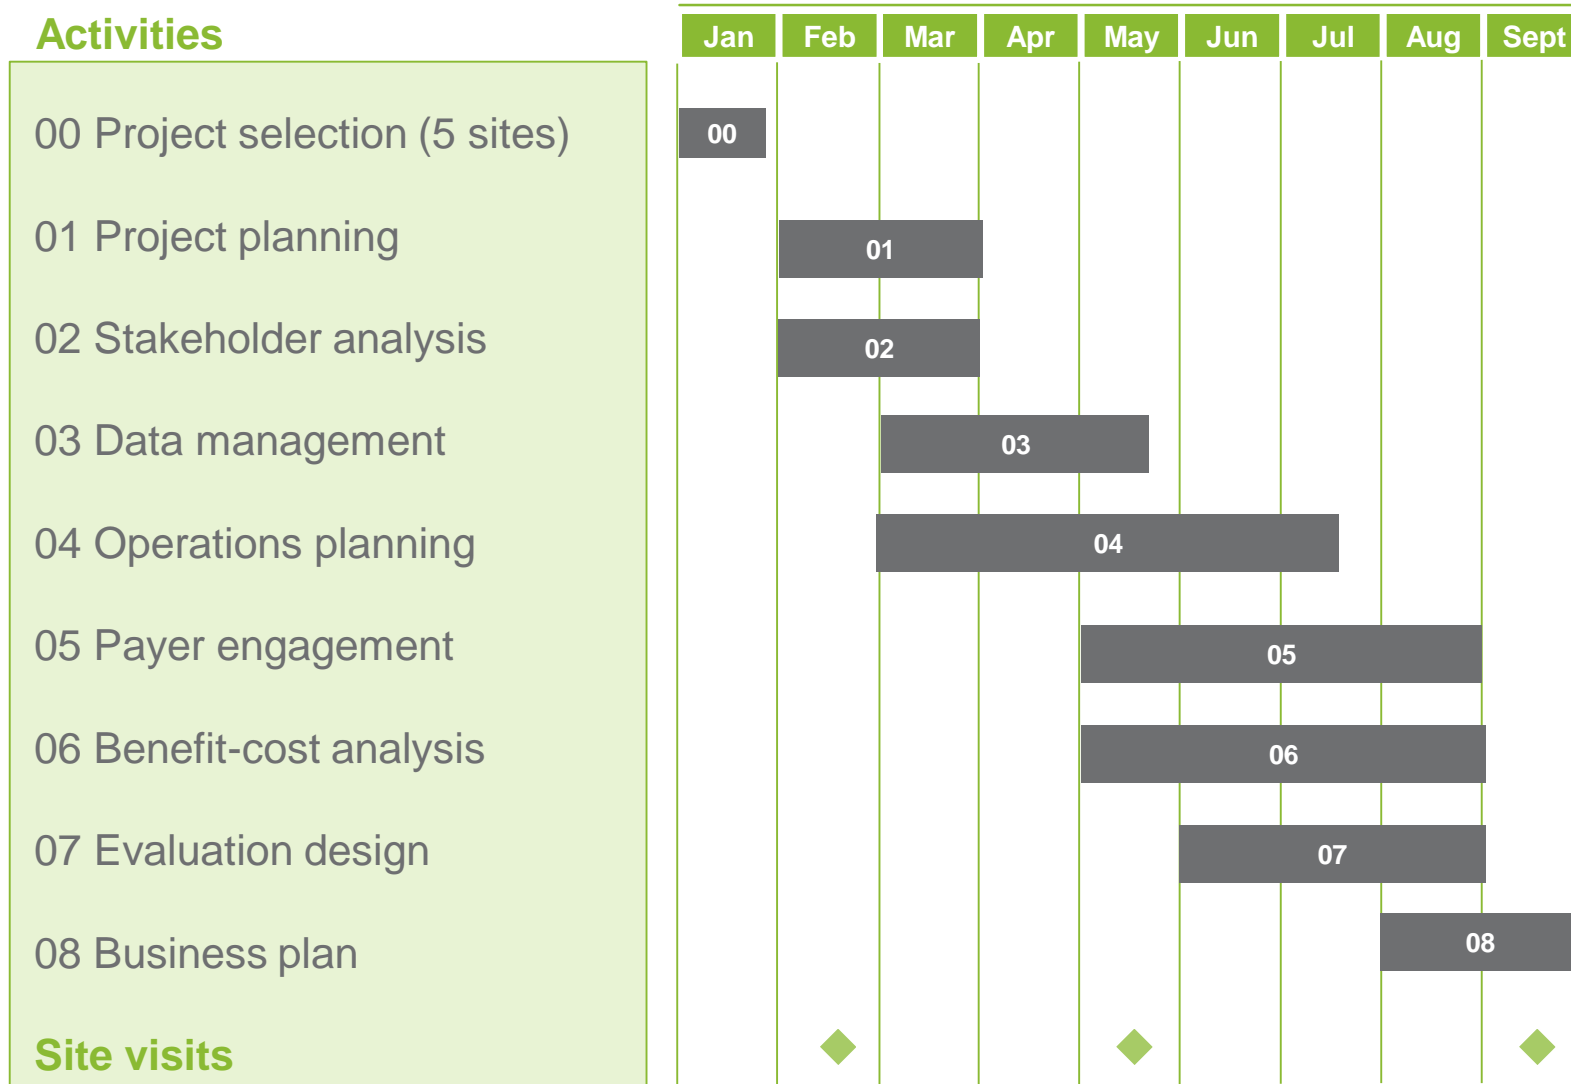 Activities
Jan Feb Mar Apr May Jun Jul Aug Sept
00 Project selection (5 sites) 00
01 Project planning 01
02 Stakeholder analysis 02
03 Data management 03
04 Operations planning 04
05 Payer engagement 05
06 Benefit-cost analysis 06
07 Evaluation design 07
08 Business plan 08
Site visits